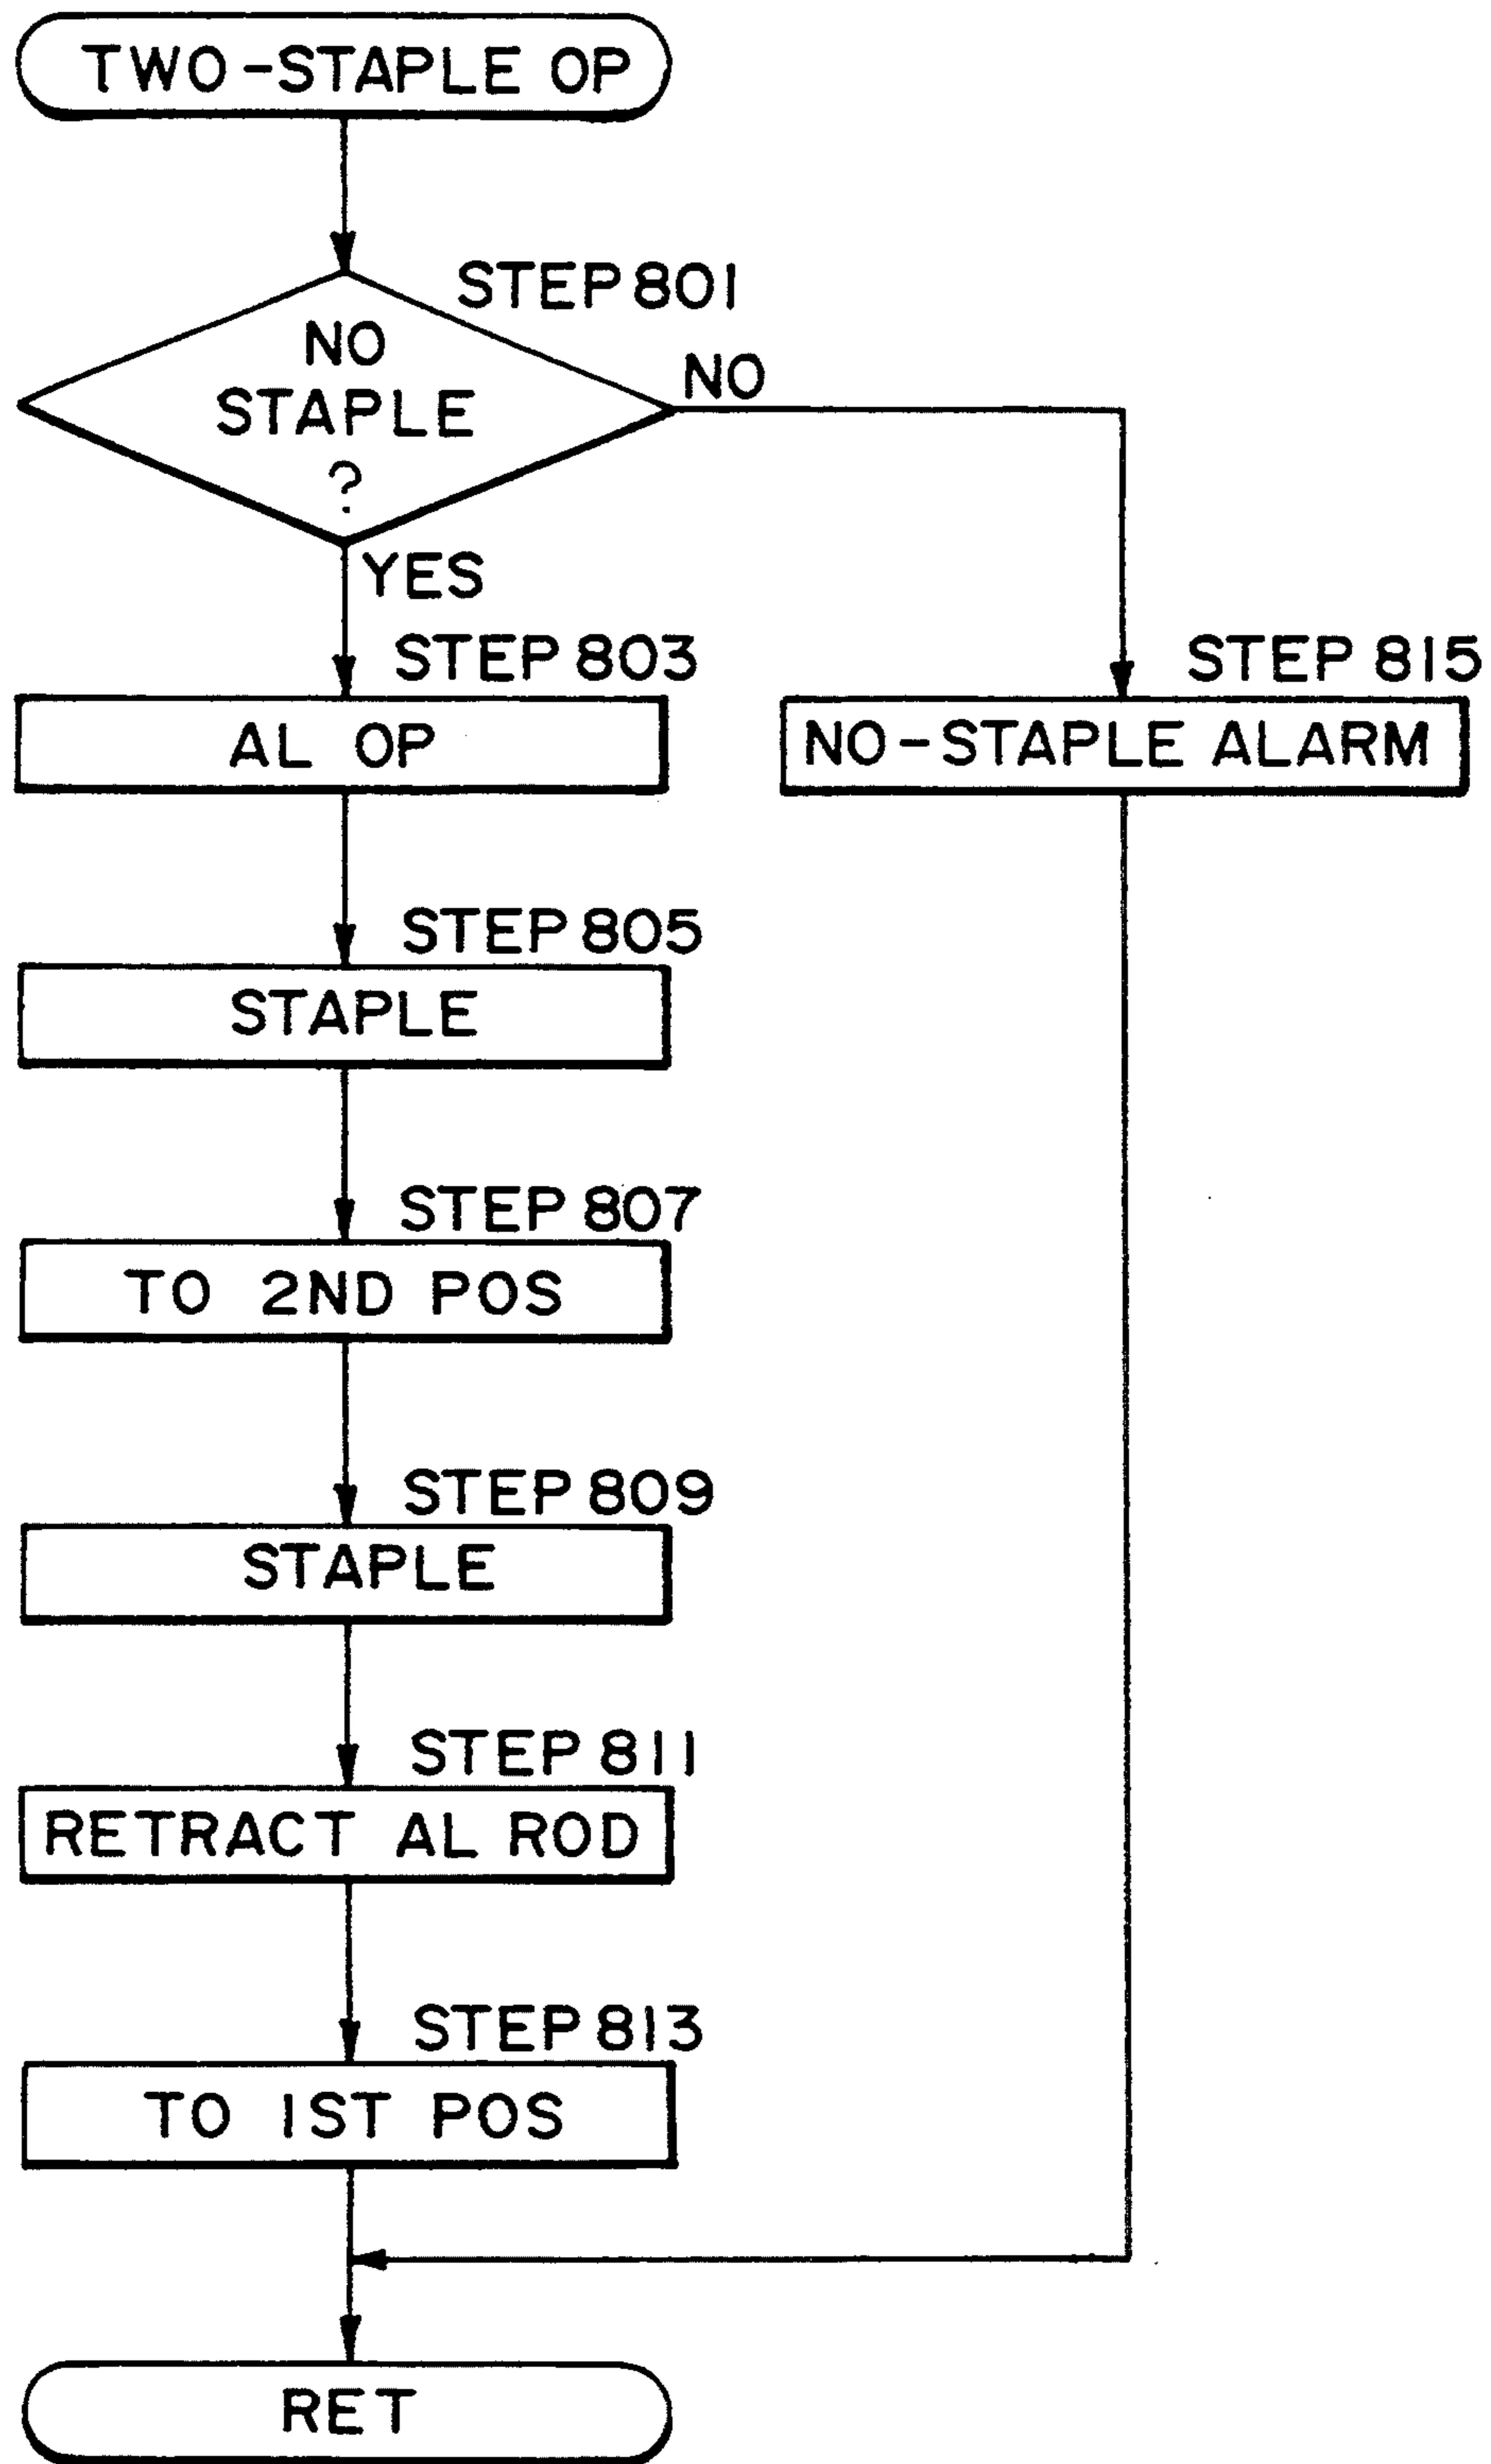 TWO-STAPLE OP
STEP 801
NO
STAPLE
?
NO
YES
STEP 803
AL OP
STEP 815
NO-STAPLE ALARM
STEP 805
STAPLE
STEP 807
TO 2ND POS
STEP 809
STAPLE
STEP 811
RETRACT AL ROD
STEP 813
TO 1ST POS
RET